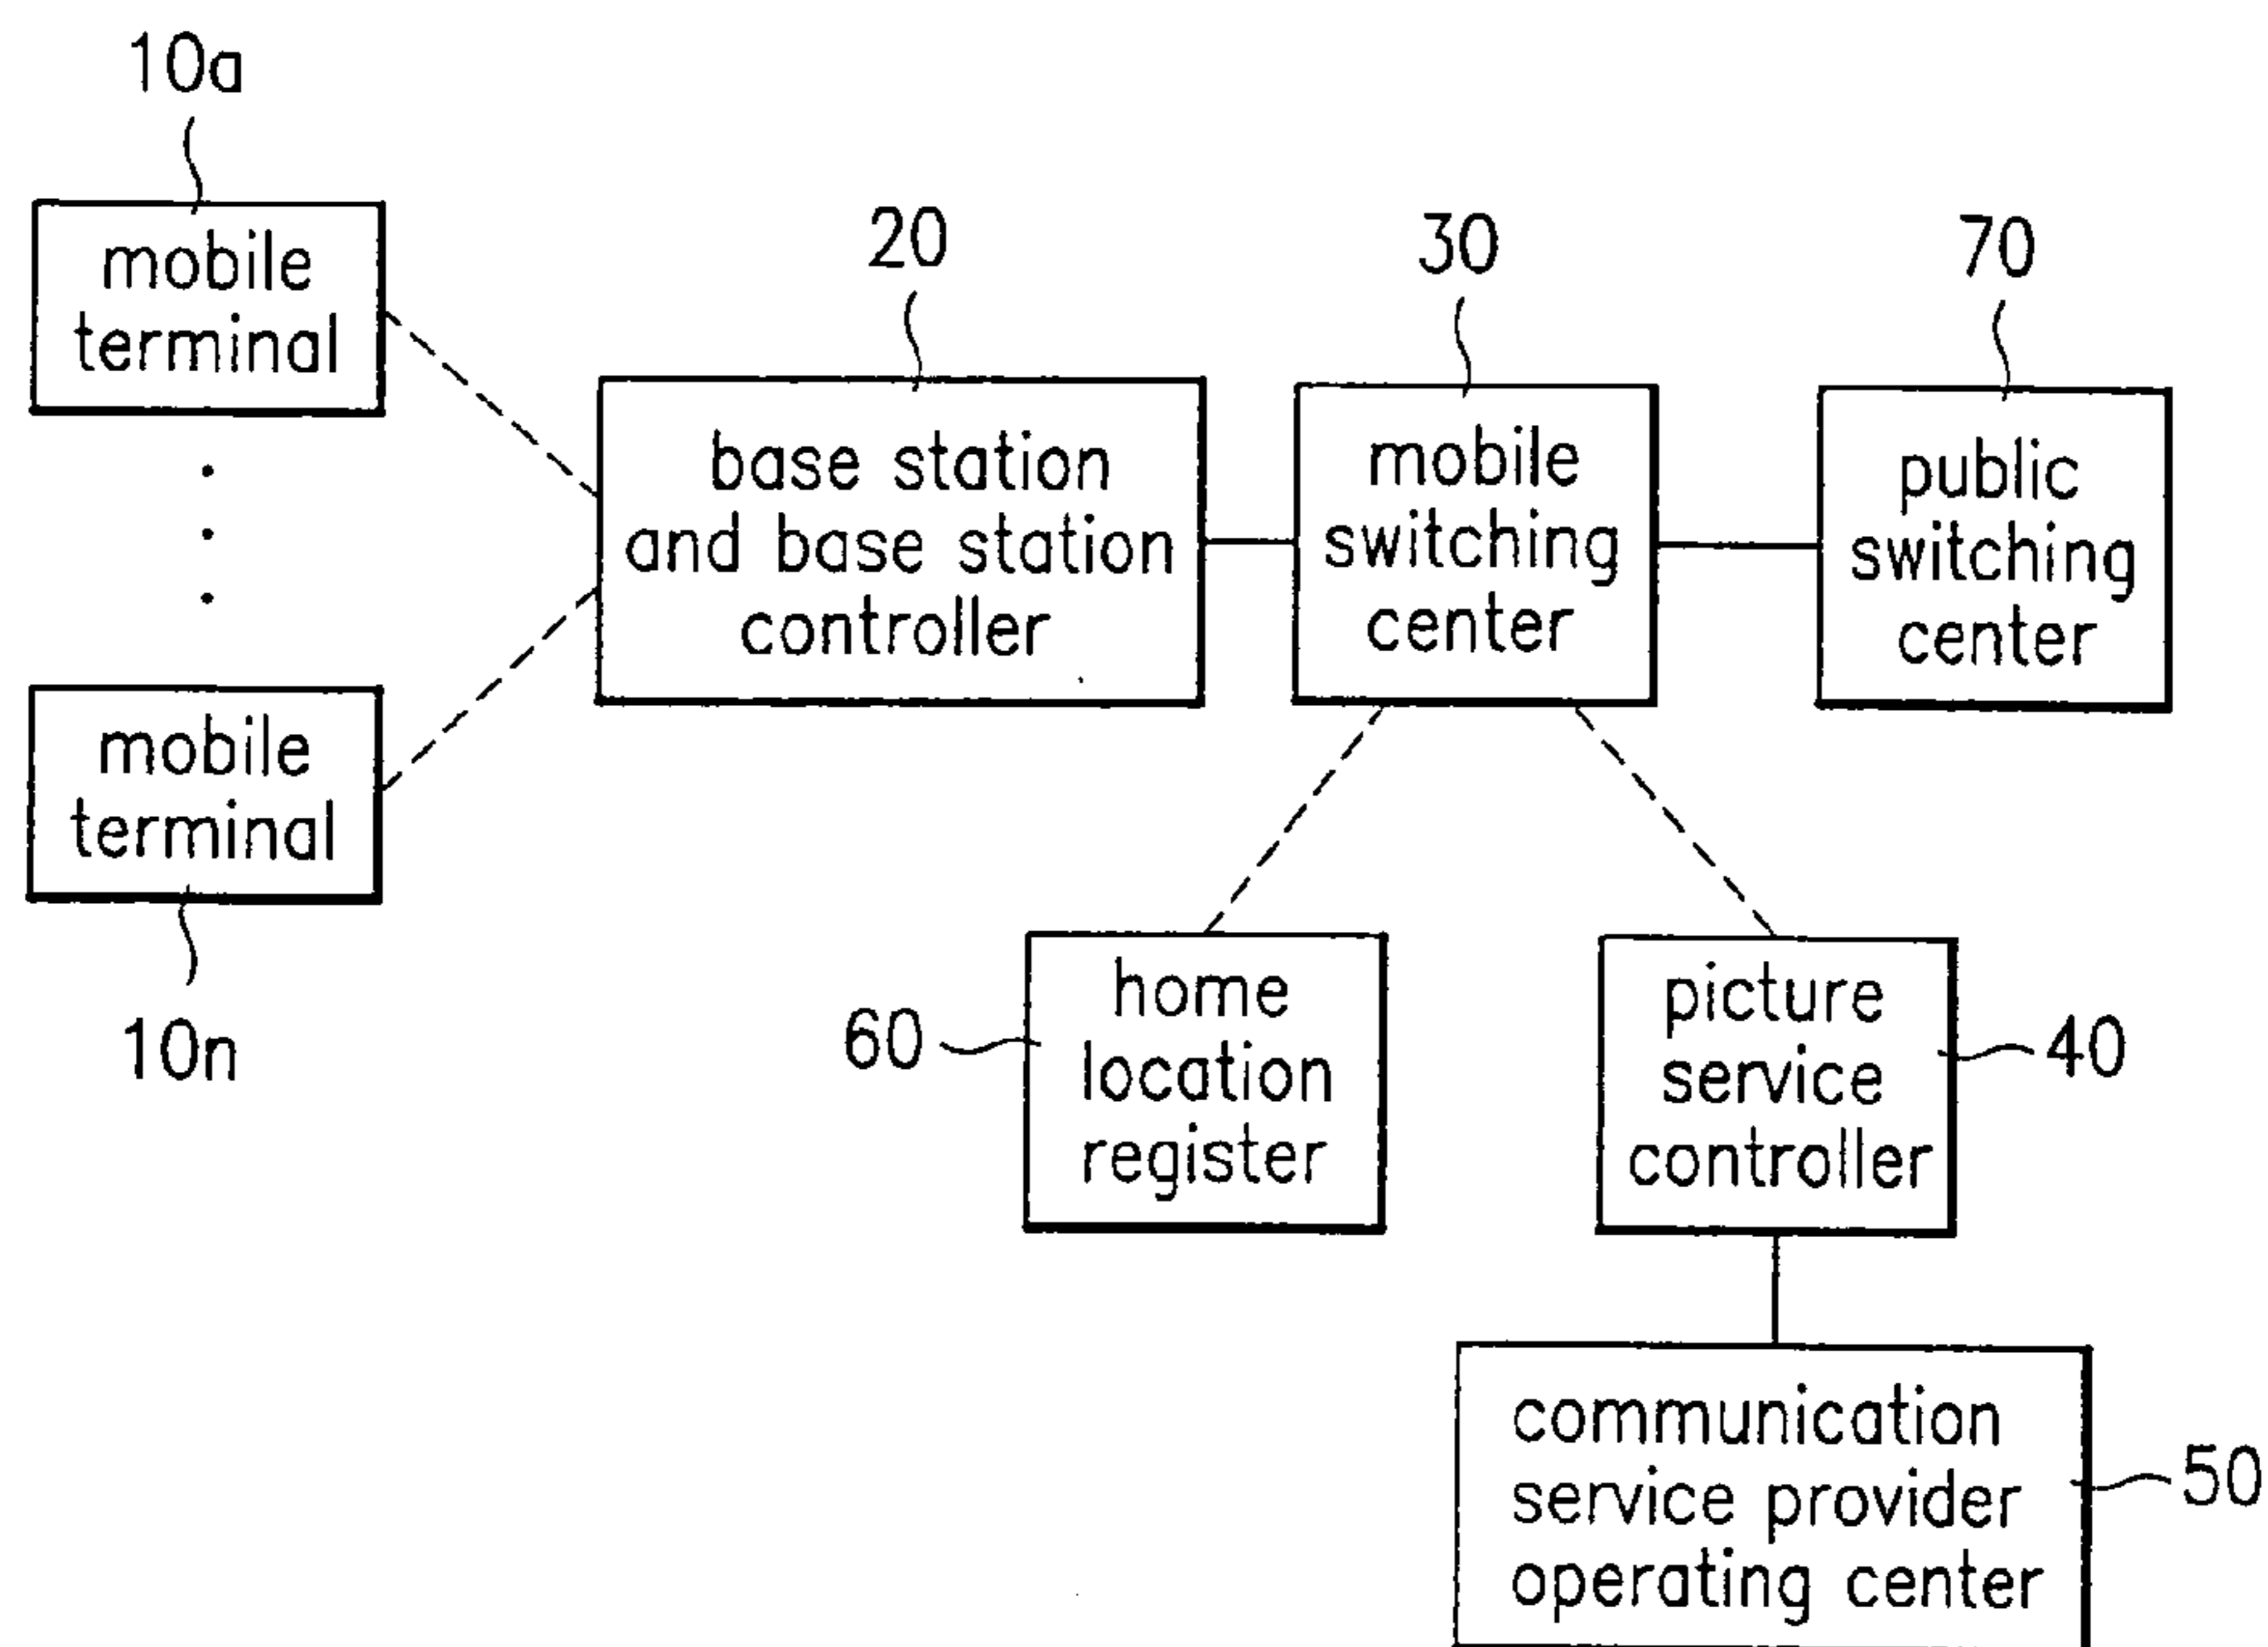 10a
mobile
terminal
20
base station
and base station
controller
30
mobile
switching
center
70
public
switching
center
mobile
terminal
10n
60
home
location
register
picture
service
controller
40
communication
service provider
operating center
50